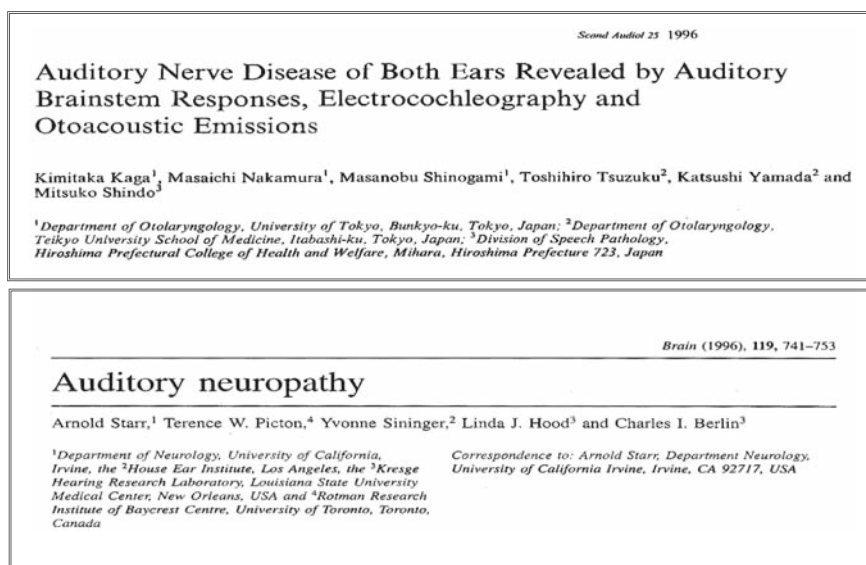 Scand Audiol 25 1996
Auditory Nerve Disease of Both Ears Revealed by Auditory
Brainstem Responses, Electrocochleography and
Otoacoustic Emissions
Kimitaka Kaga¹, Masaichi Nakamura¹, Masanobu Shinogami¹, Toshihiro Tsuzuku², Katsushi Yamada² and
Mitsuko Shindo³
¹Department of Otolaryngology, University of Tokyo, Bunkyo-ku, Tokyo, Japan; ²Department of Otolaryngology,
Teikyo University School of Medicine, Itabashi-ku, Tokyo, Japan; ³Division of Speech Pathology,
Hiroshima Prefectural College of Health and Welfare, Mihara, Hiroshima Prefecture 723, Japan
Brain (1996), 119, 741–753
Auditory neuropathy
Arnold Starr,¹ Terence W. Picton,⁴ Yvonne Sininger,² Linda J. Hood³ and Charles I. Berlin³
¹Department of Neurology, University of California,
Irvine, the ²House Ear Institute, Los Angeles, the ³Kresge
Hearing Research Laboratory, Louisiana State University
Medical Center, New Orleans, USA and ⁴Rotman Research
Institute of Baycrest Centre, University of Toronto, Toronto,
Canada
Correspondence to: Arnold Starr, Department Neurology,
University of California Irvine, Irvine, CA 92717, USA